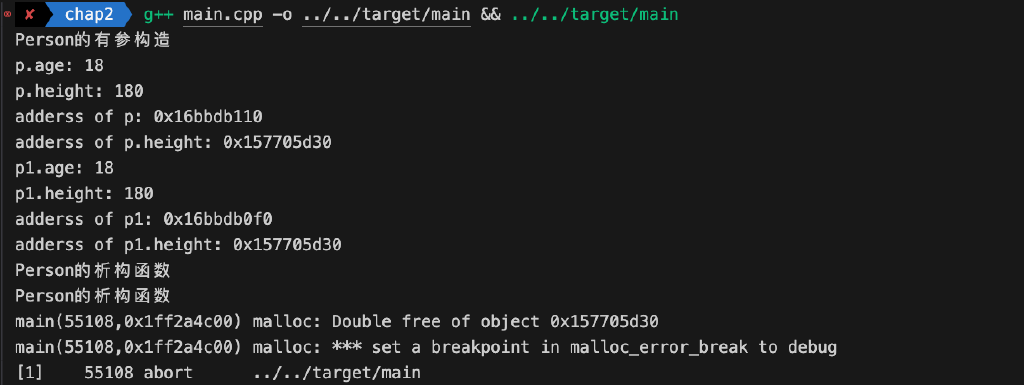 ✘ chap2 g++ main.cpp -o ../../target/main && ../../target/main
Person的有参构造
p.age: 18
p.height: 180
adderss of p: 0x16bbdb110
adderss of p.height: 0x157705d30
p1.age: 18
p1.height: 180
adderss of p1: 0x16bbdb0f0
adderss of p1.height: 0x157705d30
Person的析构函数
Person的析构函数
main(55108,0x1ff2a4c00) malloc: Double free of object 0x157705d30
main(55108,0x1ff2a4c00) malloc: *** set a breakpoint in malloc_error_break to debug
[1]    55108 abort      ../../target/main